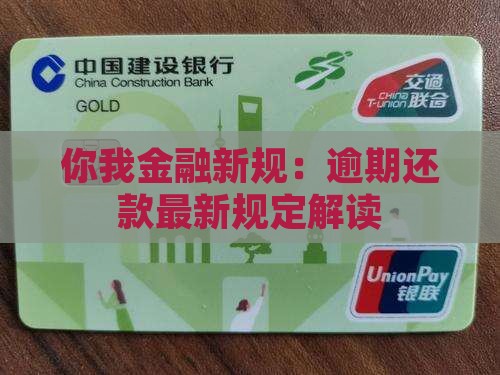 中国建设银行
China Construction Bank
GOLD
交通
CHINA
T-UNION 联合
你我金融新规：逾期还
款最新规定解读
UnionPay
银联